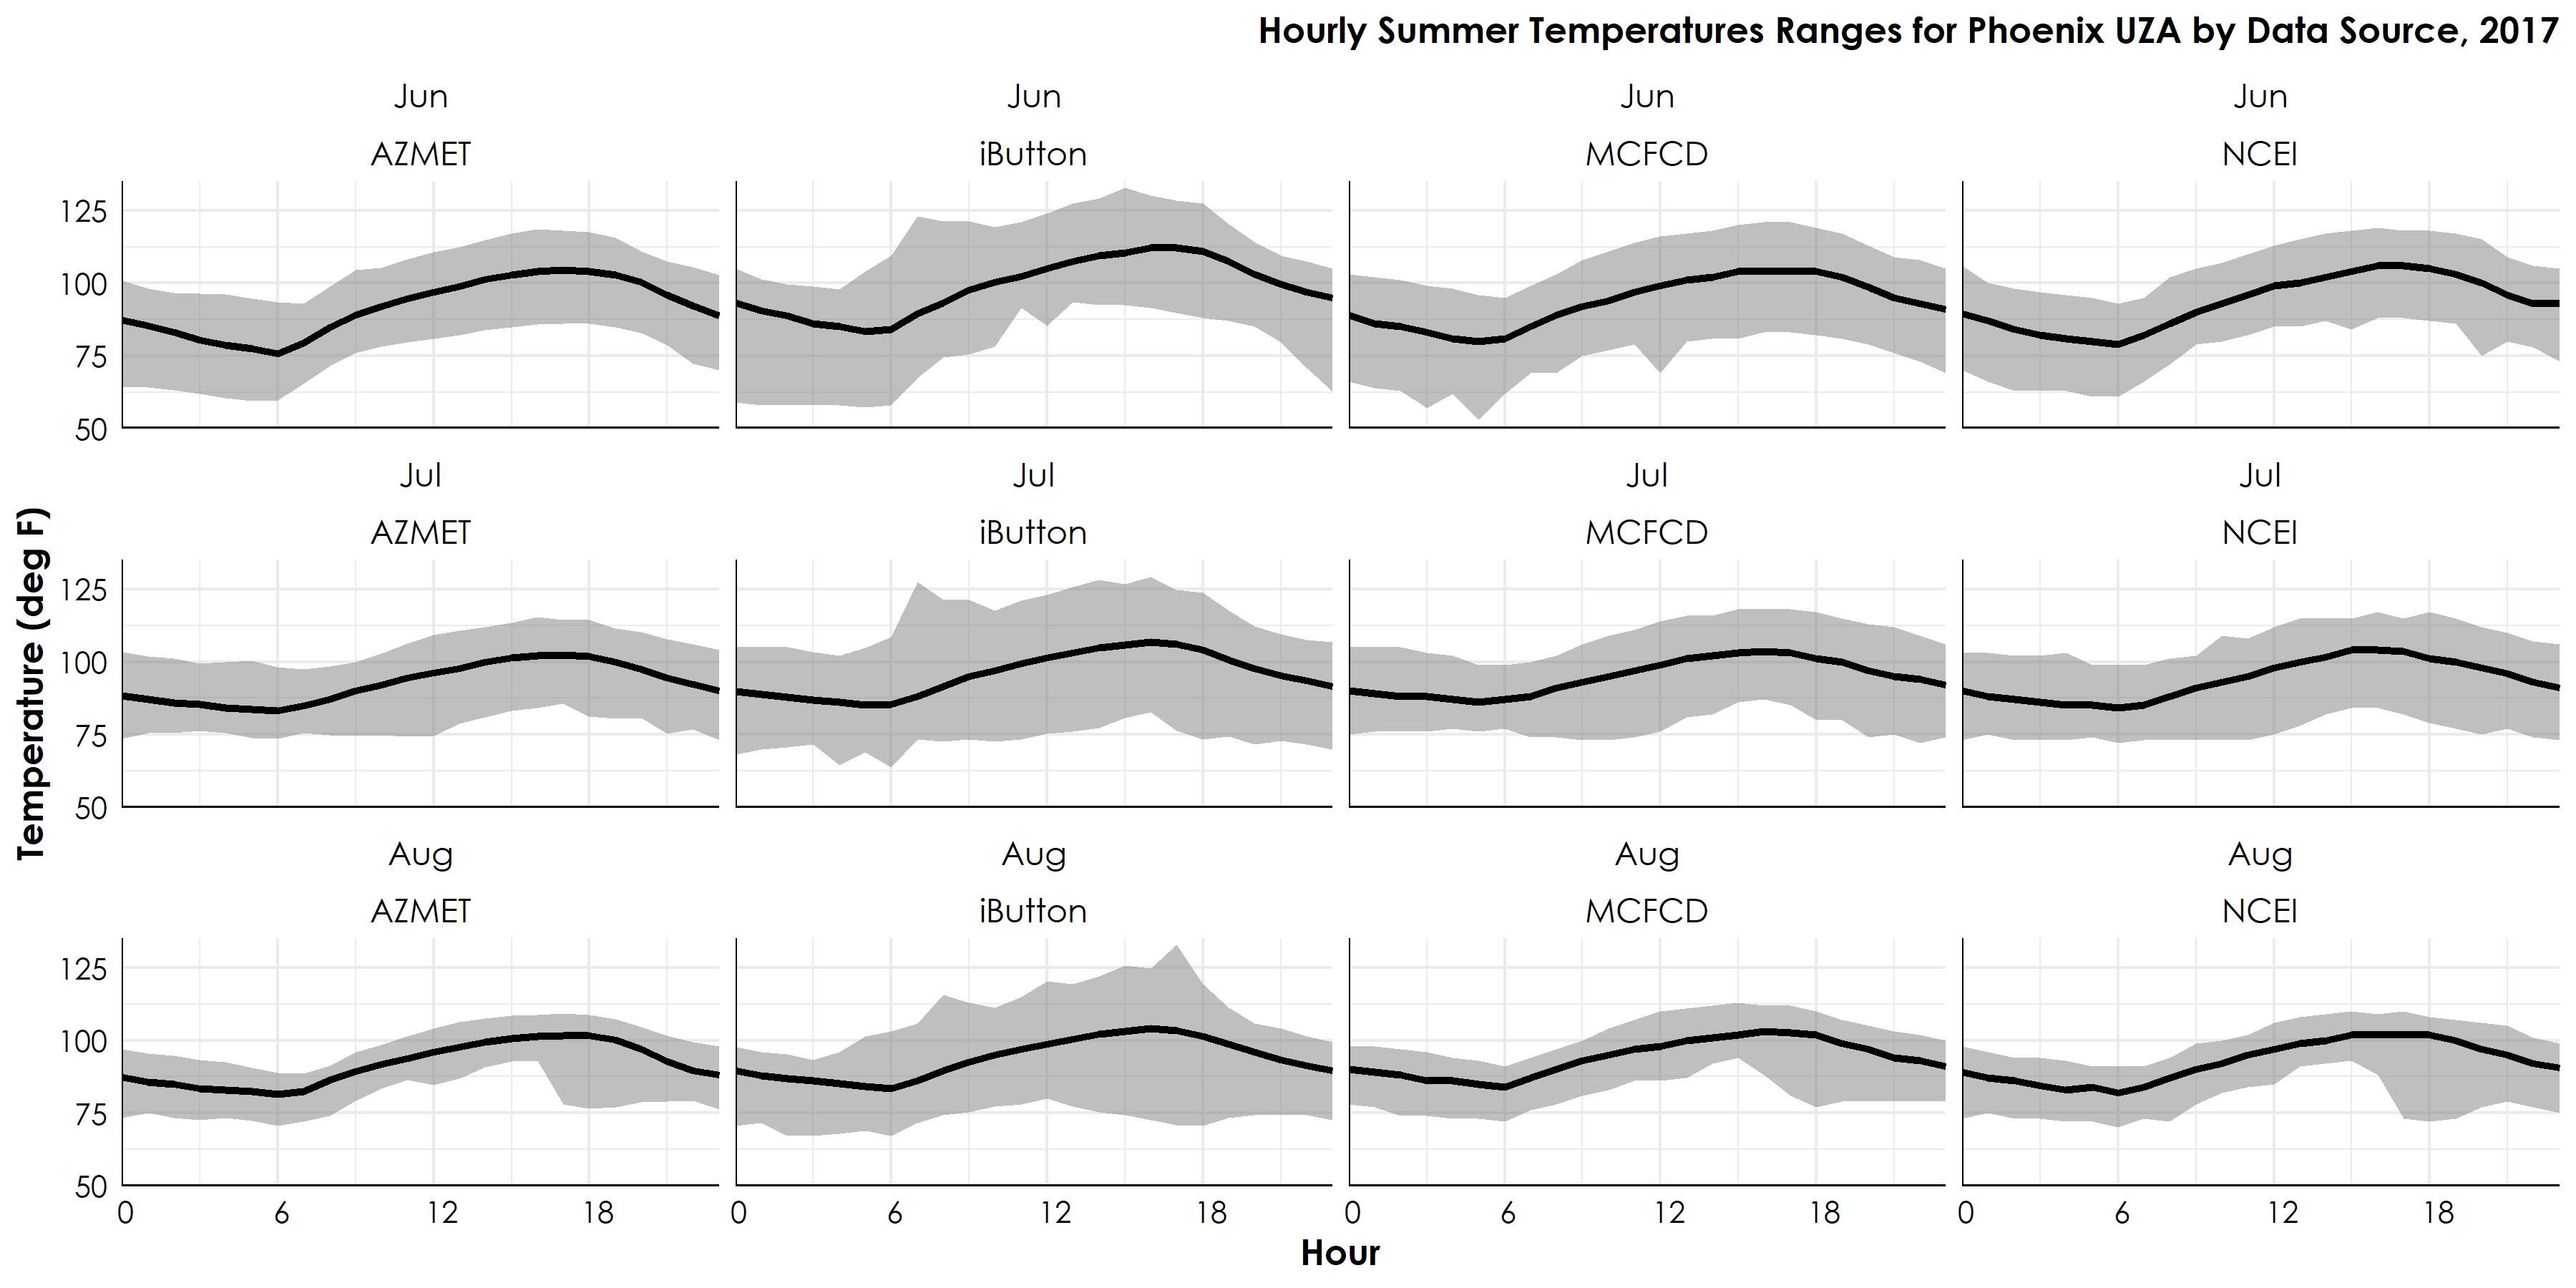 Hourly Summer Temperatures Ranges for Phoenix UZA by Data Source, 2017
Jun Jun Jun Jun
AZMET iButton MCFCD NCEI
125
100
75
50
Jul Jul Jul Jul
AZMET iButton MCFCD NCEI
125
100
75
50
Temperature (deg F)
Aug Aug Aug Aug
AZMET iButton MCFCD NCEI
125
100
75
50
0 6 12 18 0 6 12 18 0 6 12 18 0 6 12 18
Hour